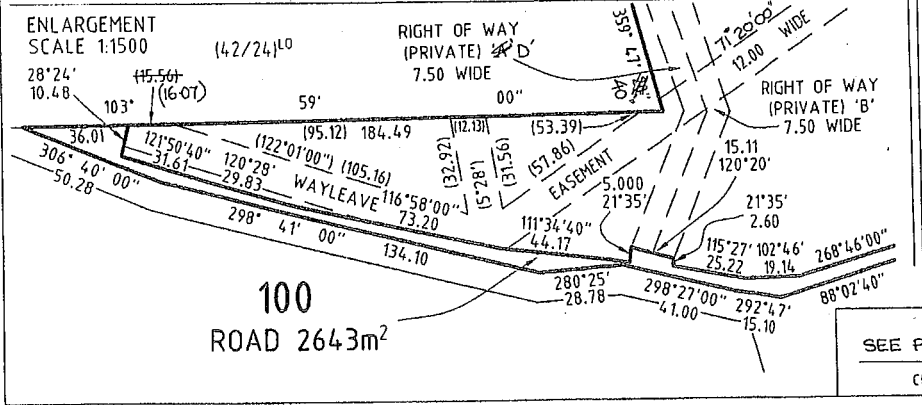 ENLARGEMENT
SCALE 1:1500
(42/24)LO
RIGHT OF WAY
(PRIVATE) 'A' D'
7.50 WIDE
359° 47' 40"
71° 20' 00"
12.00 WIDE
RIGHT OF WAY
(PRIVATE) 'B'
7.50 WIDE
28°24'
10.48
(15.56)
(16.07)
103° 59' 00"
36.01
(95.12) 184.49
(12.13)
(53.39)
121°50'40"
31.61
(122°01'00") (105.16)
120°28'
29.83
WAYLEAVE
116°58'00"
73.20
(32.92)
(5°28')
(37.56)
(57.86)
EASEMENT
306° 40' 00"
50.28
298° 41' 00"
134.10
111°34'40"
44.17
5.000
21°35'
15.11
120°20'
21°35'
2.60
115°27'
25.22
102°46'
19.14
268°46'00"
280°25'
28.78
298°27'00"
41.00
292°47'
15.10
88°02'40"
100
ROAD 2643m²
SEE